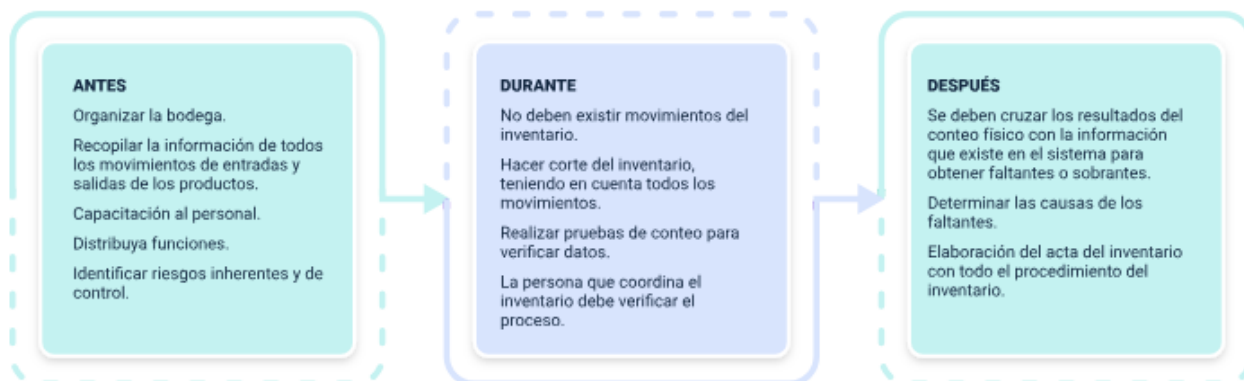 ANTES
Organizar la bodega.
Recopilar la información de todos
los movimientos de entradas y
salidas de los productos.
Capacitación al personal.
Distribuya funciones.
Identificar riesgos inherentes y de
control.
DURANTE
No deben existir movimientos del
inventario.
Hacer corte del inventario,
teniendo en cuenta todos los
movimientos.
Realizar pruebas de conteo para
verificar datos.
La persona que coordina el
inventario debe verificar el
proceso.
DESPUÉS
Se deben cruzar los resultados del
conteo físico con la información
que existe en el sistema para
obtener faltantes o sobrantes.
Determinar las causas de los
faltantes.
Elaboración del acta del inventario
con todo el procedimiento del
inventario.